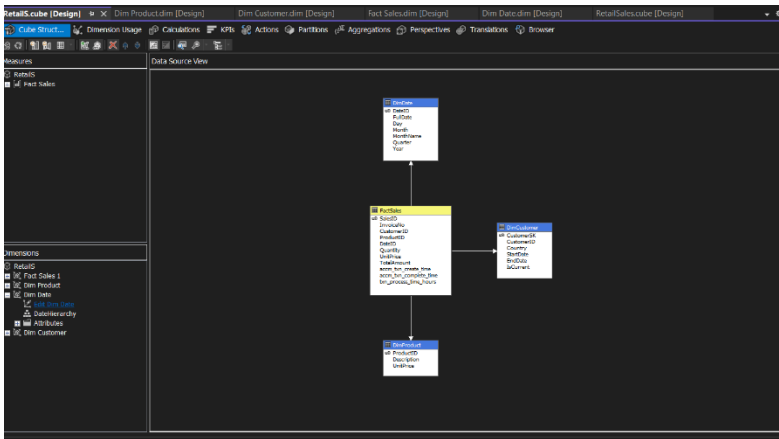 RetailS.cube [Design]
Dim Product.dim [Design]
Dim Customer.dim [Design]
Fact Sales.dim [Design]
Dim Date.dim [Design]
RetailSales.cube [Design]
Cube Struct...
Dimension Usage
Calculations
KPIs
Actions
Partitions
Aggregations
Perspectives
Translations
Browser
Measures
RetailS
Fact Sales
Dimensions
RetailS
Fact Sales 1
Dim Product
Dim Date
Edit Dim Date
DateHierarchy
Attributes
Dim Customer
Data Source View
DimDate
DateID
FullDate
Day
Month
MonthName
Quarter
Year
FactSales
SalesID
InvoiceNo
CustomerID
ProductID
DateID
Quantity
UnitPrice
TotalAmount
accm_txn_create_time
accm_txn_complete_time
txn_process_time_hours
DimCustomer
CustomerSK
CustomerID
Country
StartDate
EndDate
IsCurrent
DimProduct
ProductID
Description
UnitPrice